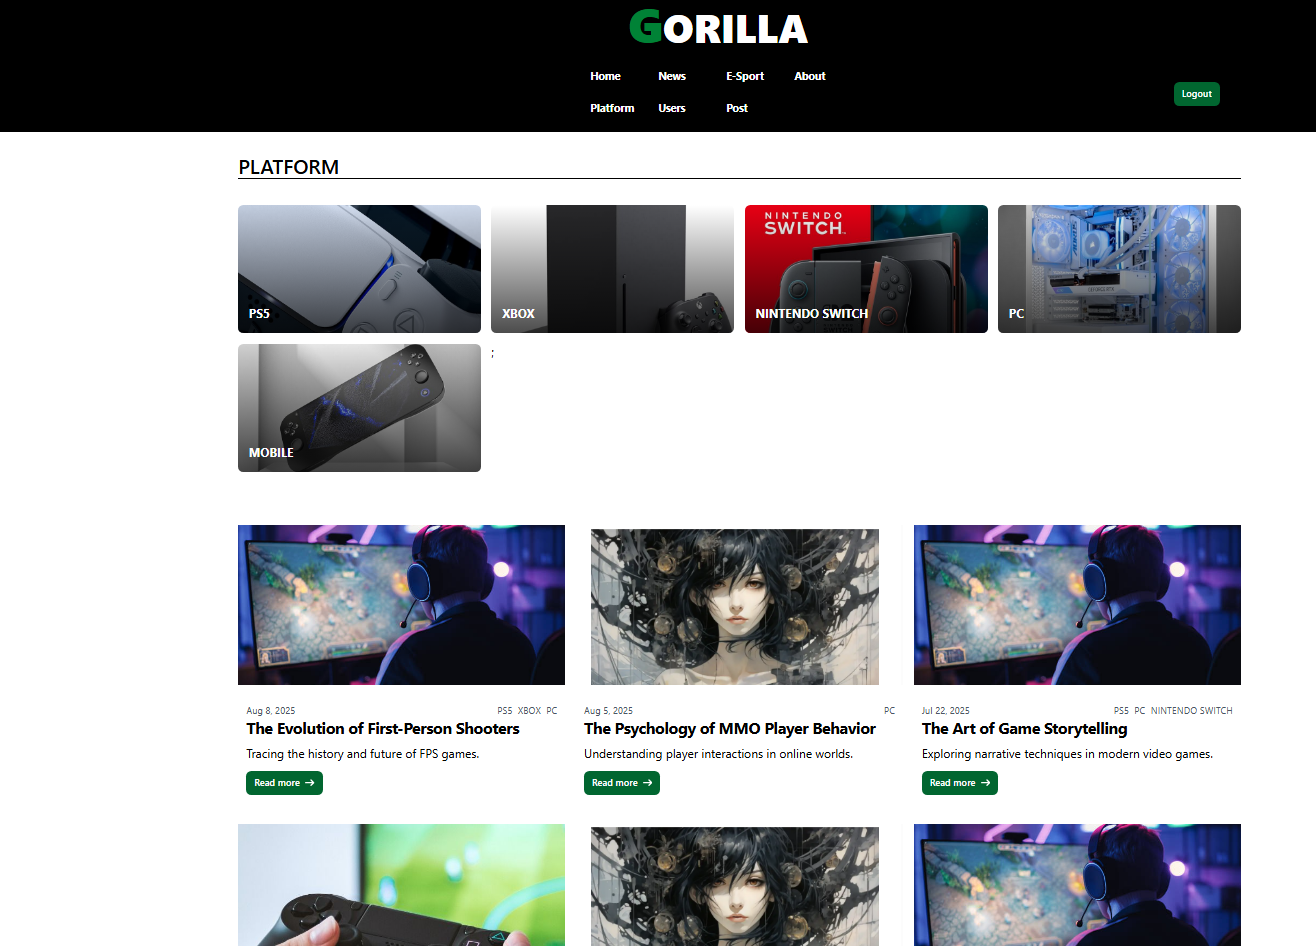 GORILLA
Home News E-Sport About
Platform Users Post
Logout
PLATFORM
NINTENDO
SWITCH
PS5
XBOX
NINTENDO SWITCH
PC
MOBILE
;
Aug 8, 2025 PS5 XBOX PC
The Evolution of First-Person Shooters
Tracing the history and future of FPS games.
Read more →
Aug 5, 2025 PC
The Psychology of MMO Player Behavior
Understanding player interactions in online worlds.
Read more →
Jul 22, 2025 PS5 PC NINTENDO SWITCH
The Art of Game Storytelling
Exploring narrative techniques in modern video games.
Read more →